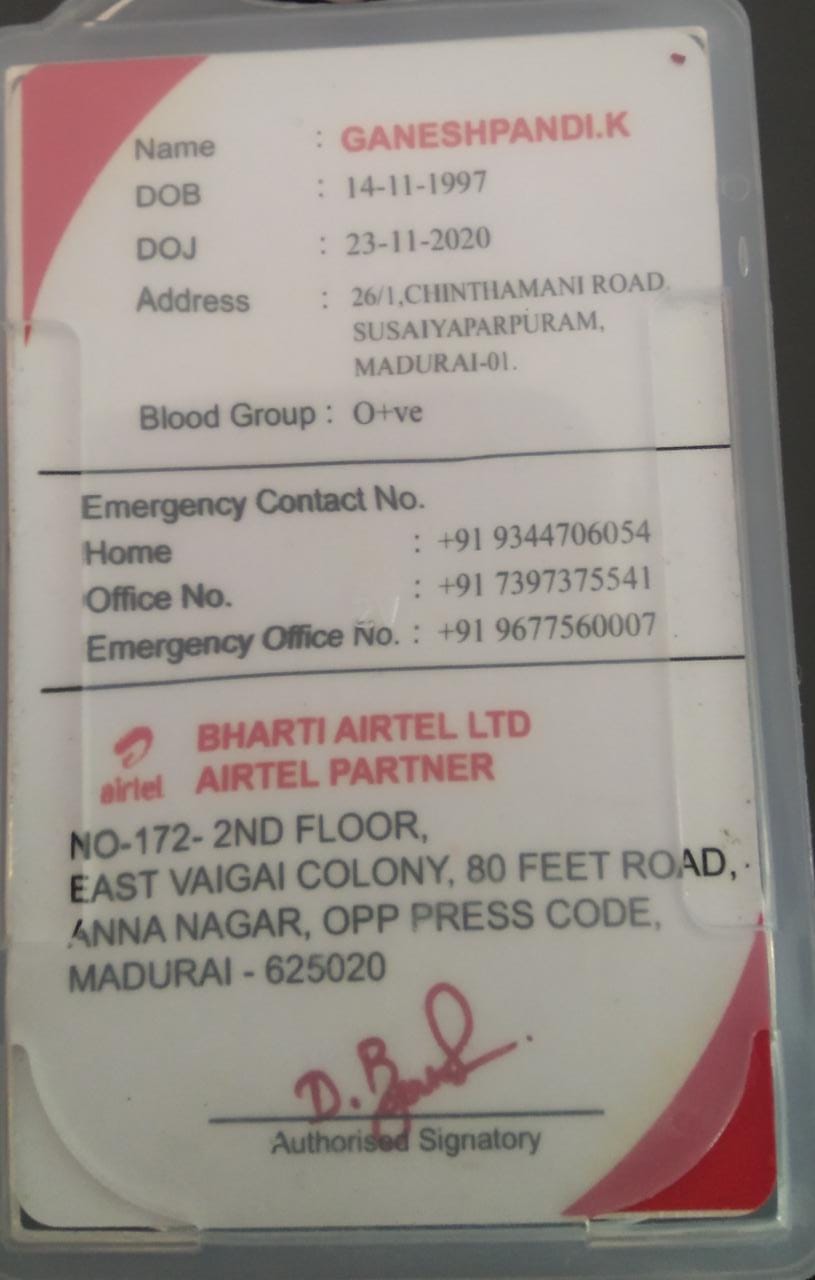 Name : GANESHPANDI.K
DOB : 14-11-1997
DOJ : 23-11-2020
Address : 26/1,CHINTHAMANI ROAD.
SUSAIYAPARPURAM,
MADURAI-01.
Blood Group : O+ve
Emergency Contact No.
Home : +91 9344706054
Office No. : +91 7397375541
Emergency Office No. : +91 9677560007
BHARTI AIRTEL LTD
airtel AIRTEL PARTNER
NO-172- 2ND FLOOR,
EAST VAIGAI COLONY, 80 FEET ROAD,
ANNA NAGAR, OPP PRESS CODE,
MADURAI - 625020
Authorised Signatory